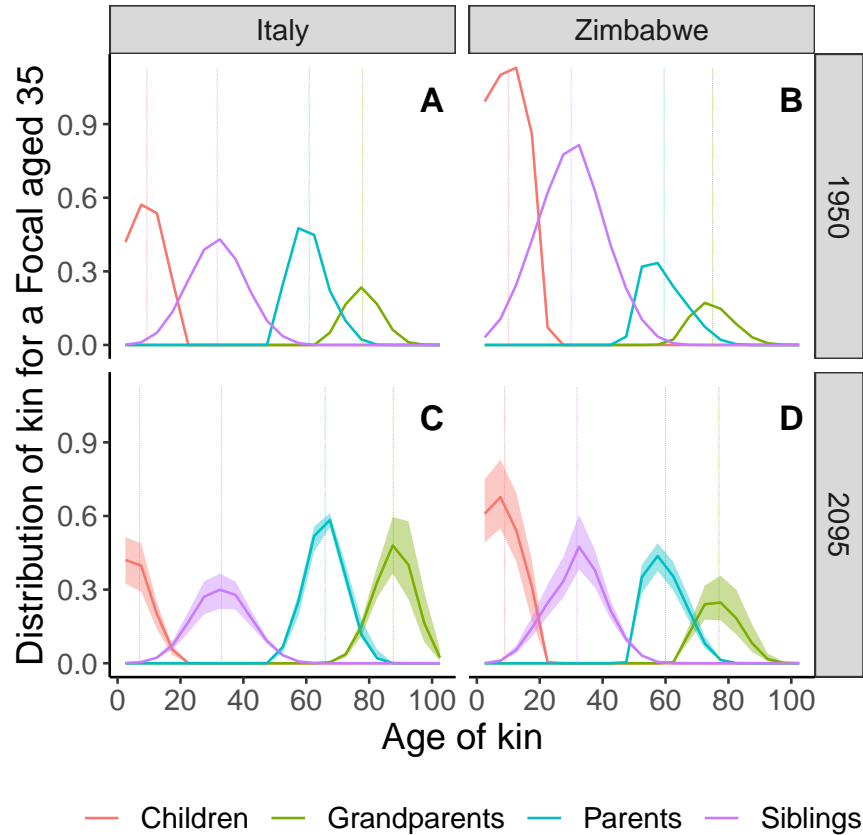 Italy
Zimbabwe
Distribution of kin for a Focal aged 35
A
B
0.9
0.6
0.3
0.0
1950
C
D
0.9
0.6
0.3
0.0
2095
0 20 40 60 80 100
0 20 40 60 80 100
Age of kin
Children Grandparents Parents Siblings